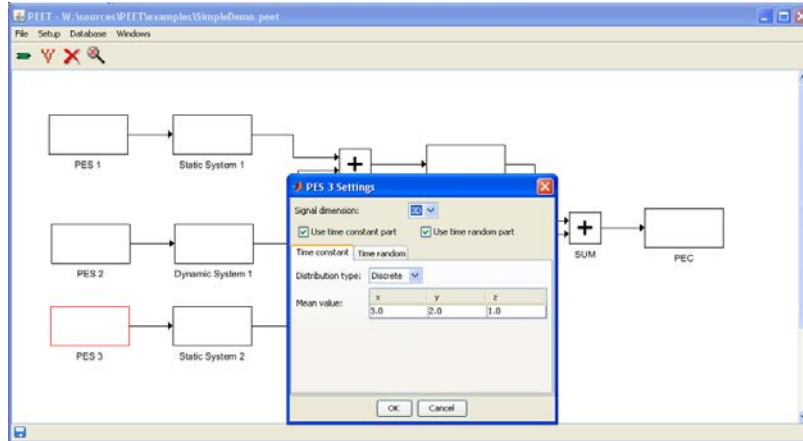 PEET - W:\sources\PEET\examples\SimpleDemo.peet
File Setup Database Windows
PES 1
Static System 1
PES 3 Settings
Signal dimension: 3D
Use time constant part Use time random part
Time constant Time random
Distribution type: Discrete
Mean value:
x y z
3.0 2.0 1.0
OK Cancel
SUM
PEC
PES 2
Dynamic System 1
PES 3
Static System 2